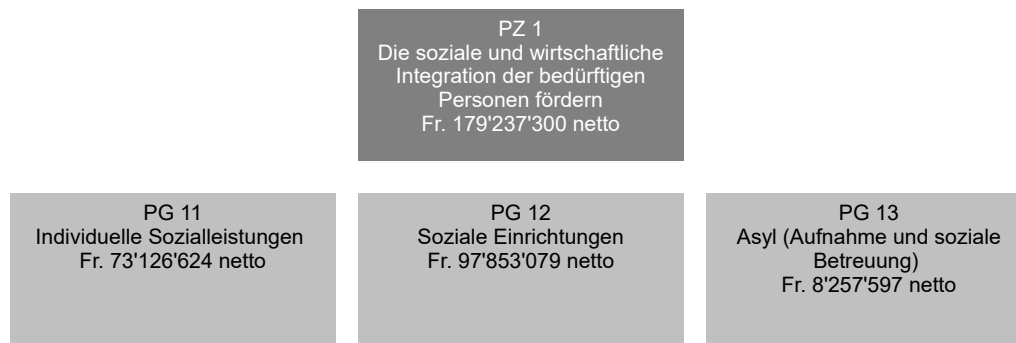 PZ 1
Die soziale und wirtschaftliche
Integration der bedürftigen
Personen fördern
Fr. 179'237'300 netto
PG 11
Individuelle Sozialleistungen
Fr. 73'126'624 netto
PG 12
Soziale Einrichtungen
Fr. 97'853'079 netto
PG 13
Asyl (Aufnahme und soziale
Betreuung)
Fr. 8'257'597 netto